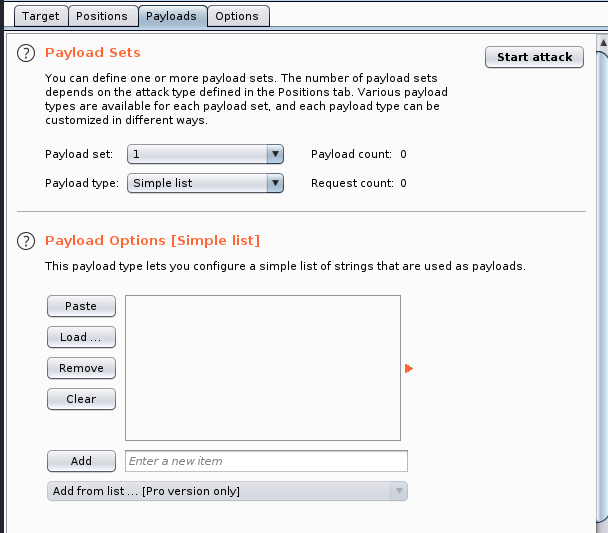 Target Positions Payloads Options
? Payload Sets Start attack
You can define one or more payload sets. The number of payload sets
depends on the attack type defined in the Positions tab. Various payload
types are available for each payload set, and each payload type can be
customized in different ways.
Payload set: 1 Payload count: 0
Payload type: Simple list Request count: 0
? Payload Options [Simple list]
This payload type lets you configure a simple list of strings that are used as payloads.
Paste
Load ...
Remove
Clear
Add Enter a new item
Add from list ... [Pro version only]